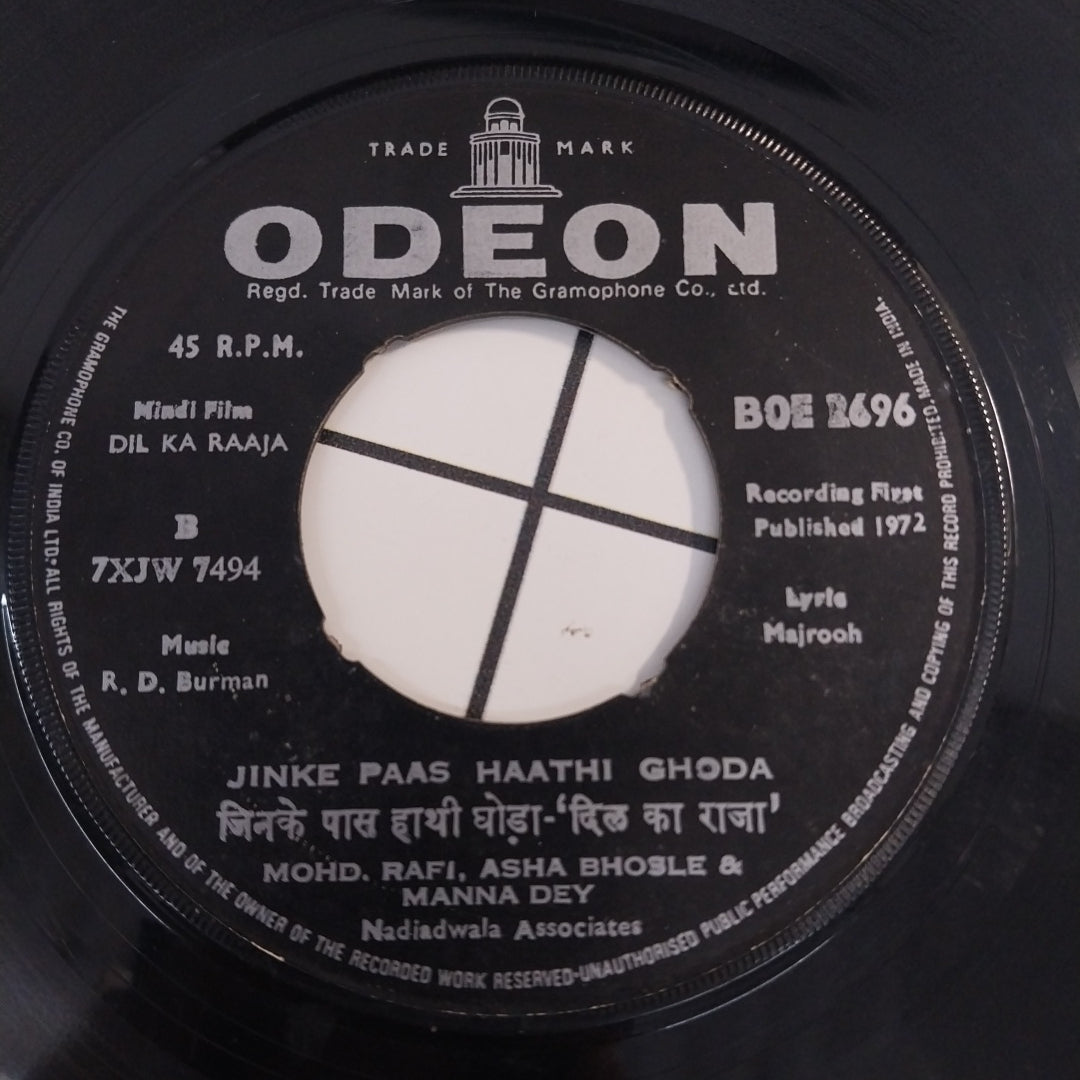 TRADE MARK
ODEON
Regd. Trade Mark of The Gramophone Co., Ltd.
45 R.P.M.
Hindi Film
DIL KA RAAJA
B
7XJW 7494
Music
R. D. Burman
BOE 2696
Recording First
Published 1972
Lyric
Majrooh
JINKE PAAS HAATHI GHODA
जिनके पास हाथी घोड़ा-‘दिल का राजा’
MOHD. RAFI, ASHA BHOSLE &
MANNA DEY
Nadiadwala Associates
THE GRAMOPHONE CO. OF INDIA LTD.-ALL RIGHTS OF THE MANUFACTURER AND OF THE OWNER OF THE RECORDED WORK RESERVED-UNAUTHORISED PUBLIC PERFORMANCE BROADCASTING AND COPYING OF THIS RECORD PROHIBITED. MADE IN INDIA.